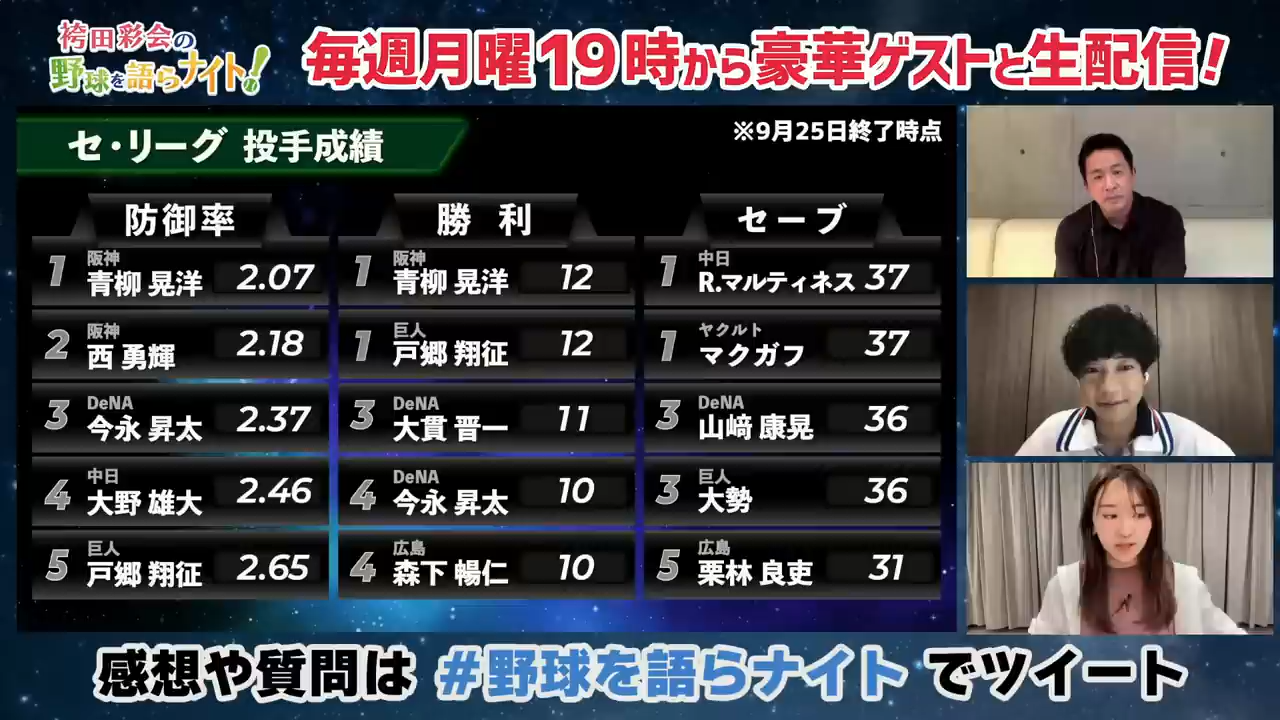 袴田彩会の
野球を語らナイト!
毎週月曜19時から豪華ゲストと生配信!
セ・リーグ 投手成績
※9月25日終了時点
防御率
1 阪神 青柳 晃洋 2.07
2 阪神 西 勇輝 2.18
3 DeNA 今永 昇太 2.37
4 中日 大野 雄大 2.46
5 巨人 戸郷 翔征 2.65
勝利
1 阪神 青柳 晃洋 12
1 巨人 戸郷 翔征 12
3 DeNA 大貫 晋一 11
4 DeNA 今永 昇太 10
4 広島 森下 暢仁 10
セーブ
1 中日 R.マルティネス 37
1 ヤクルト マクガフ 37
3 DeNA 山﨑 康晃 36
3 巨人 大勢 36
5 広島 栗林 良吏 31
感想や質問は #野球を語らナイト でツイート